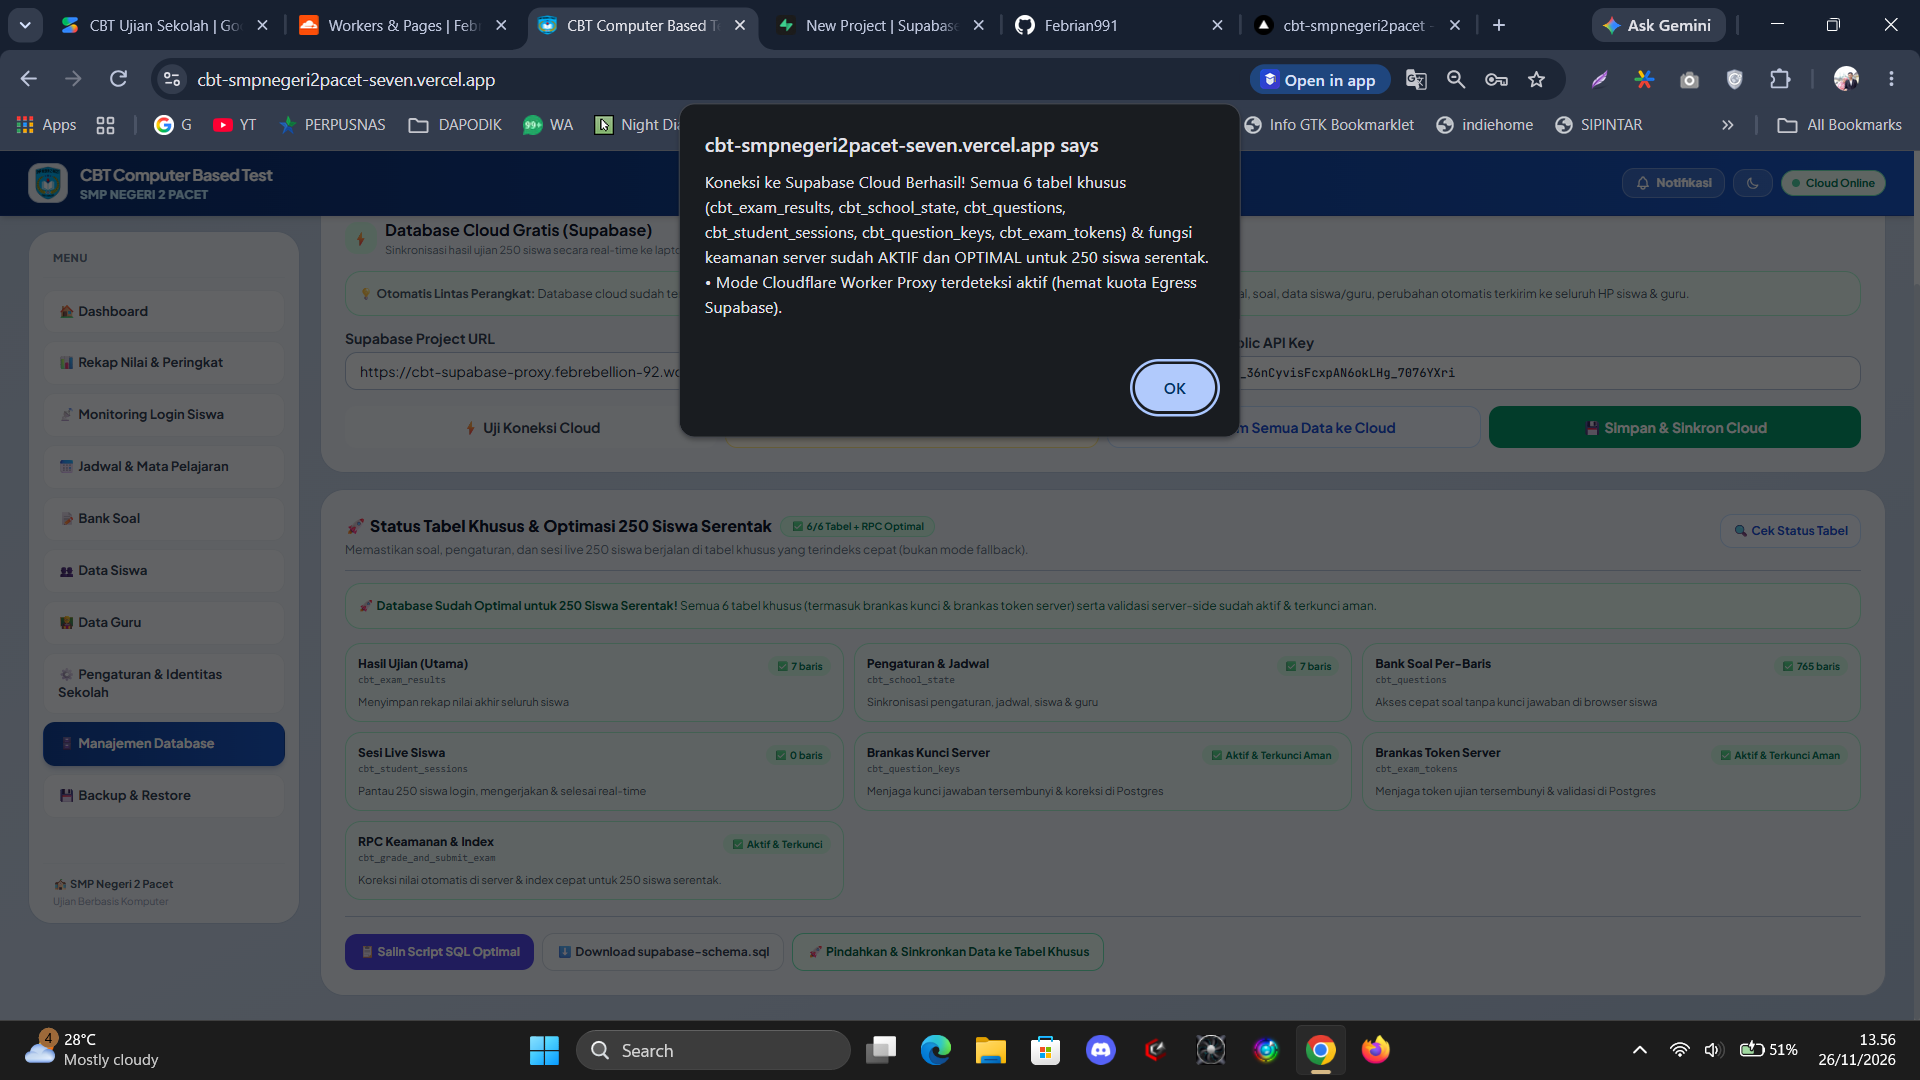 CBT Ujian Sekolah | Go
Workers & Pages | Feb
CBT Computer Based T
New Project | Supabase
Febrian991
cbt-smpnegeri2pacet -
Ask Gemini
cbt-smpnegeri2pacet-seven.vercel.app
Open in app
Apps
G
YT
PERPUSNAS
DAPODIK
99+
WA
Night Di
Info GTK Bookmarklet
indiehome
SIPINTAR
All Bookmarks
cbt-smpnegeri2pacet-seven.vercel.app says
Koneksi ke Supabase Cloud Berhasil! Semua 6 tabel khusus
(cbt_exam_results, cbt_school_state, cbt_questions,
cbt_student_sessions, cbt_question_keys, cbt_exam_tokens) & fungsi
keamanan server sudah AKTIF dan OPTIMAL untuk 250 siswa serentak.
• Mode Cloudflare Worker Proxy terdeteksi aktif (hemat kuota Egress
Supabase).
OK
CBT Computer Based Test
SMP NEGERI 2 PACET
Notifikasi
Cloud Online
MENU
Dashboard
Rekap Nilai & Peringkat
Monitoring Login Siswa
Jadwal & Mata Pelajaran
Bank Soal
Data Siswa
Data Guru
Pengaturan & Identitas
Sekolah
Manajemen Database
Backup & Restore
SMP Negeri 2 Pacet
Ujian Berbasis Komputer
Database Cloud Gratis (Supabase)
Sinkronisasi hasil ujian 250 siswa secara real-time ke lapto
Otomatis Lintas Perangkat: Database cloud sudah te
al, soal, data siswa/guru, perubahan otomatis terkirim ke seluruh HP siswa & guru.
Supabase Project URL
https://cbt-supabase-proxy.febrebellion-92.wo
blic API Key
_36nCyvisFcxpAN6okLHg_7076YXri
Uji Koneksi Cloud
m Semua Data ke Cloud
Simpan & Sinkron Cloud
Status Tabel Khusus & Optimasi 250 Siswa Serentak
6/6 Tabel + RPC Optimal
Cek Status Tabel
Memastikan soal, pengaturan, dan sesi live 250 siswa berjalan di tabel khusus yang terindeks cepat (bukan mode fallback).
Database Sudah Optimal untuk 250 Siswa Serentak! Semua 6 tabel khusus (termasuk brankas kunci & brankas token server) serta validasi server-side sudah aktif & terkunci aman.
Hasil Ujian (Utama)
7 baris
cbt_exam_results
Menyimpan rekap nilai akhir seluruh siswa
Pengaturan & Jadwal
7 baris
cbt_school_state
Sinkronisasi pengaturan, jadwal, siswa & guru
Bank Soal Per-Baris
765 baris
cbt_questions
Akses cepat soal tanpa kunci jawaban di browser siswa
Sesi Live Siswa
0 baris
cbt_student_sessions
Pantau 250 siswa login, mengerjakan & selesai real-time
Brankas Kunci Server
Aktif & Terkunci Aman
cbt_question_keys
Menjaga kunci jawaban tersembunyi & koreksi di Postgres
Brankas Token Server
Aktif & Terkunci Aman
cbt_exam_tokens
Menjaga token ujian tersembunyi & validasi di Postgres
RPC Keamanan & Index
Aktif & Terkunci
cbt_grade_and_submit_exam
Koreksi nilai otomatis di server & index cepat untuk 250 siswa serentak.
Salin Script SQL Optimal
Download supabase-schema.sql
Pindahkan & Sinkronkan Data ke Tabel Khusus
4
28°C
Mostly cloudy
Search
51%
13.56
26/11/2026